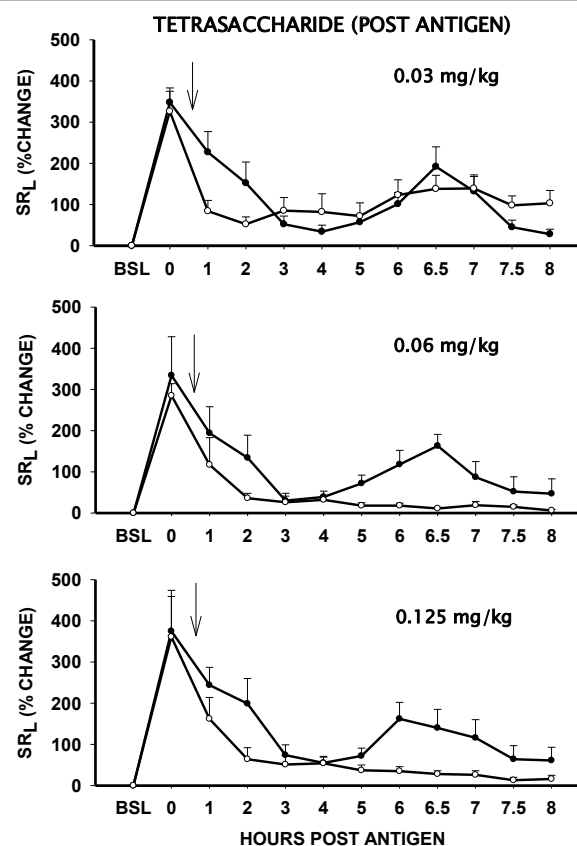 TETRASACCHARIDE (POST ANTIGEN)
0.03 mg/kg
SRL (%CHANGE)
500
400
300
200
100
0
BSL 0 1 2 3 4 5 6 6.5 7 7.5 8
0.06 mg/kg
SRL (% CHANGE)
500
400
300
200
100
0
BSL 0 1 2 3 4 5 6 6.5 7 7.5 8
0.125 mg/kg
SRL (% CHANGE)
500
400
300
200
100
0
BSL 0 1 2 3 4 5 6 6.5 7 7.5 8
HOURS POST ANTIGEN